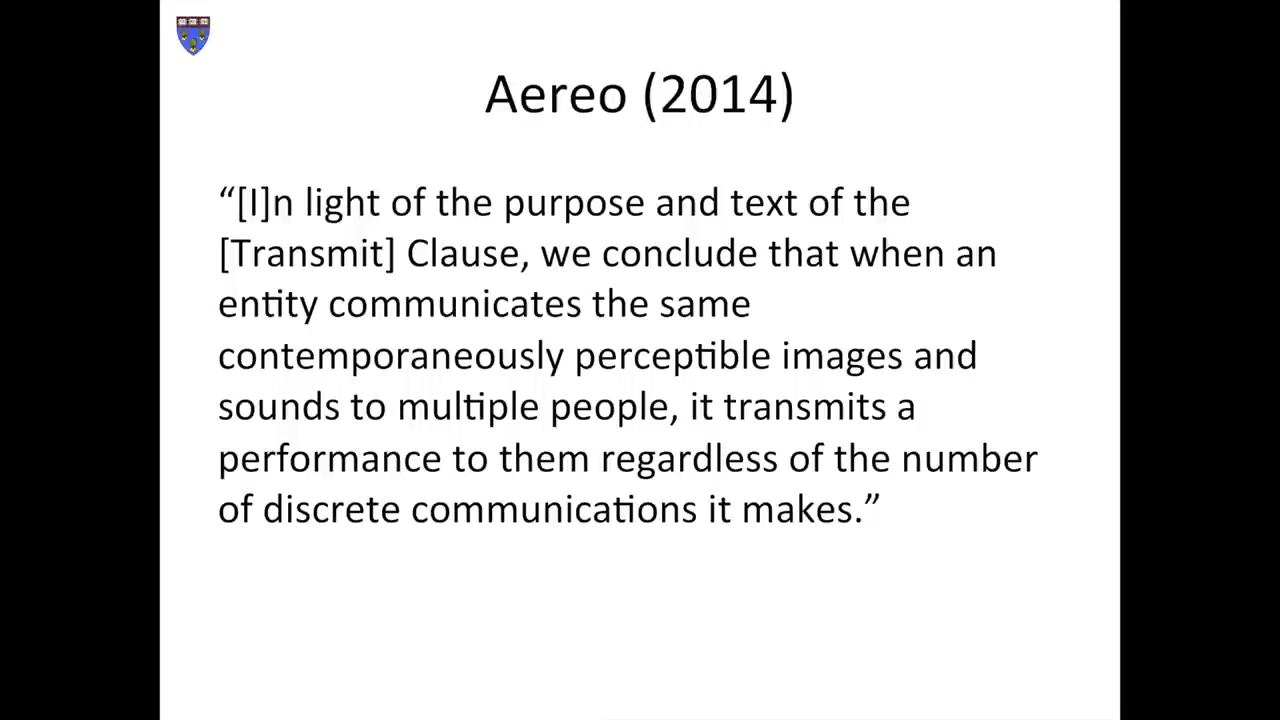 Aereo (2014)
“[I]n light of the purpose and text of the
[Transmit] Clause, we conclude that when an
entity communicates the same
contemporaneously perceptible images and
sounds to multiple people, it transmits a
performance to them regardless of the number
of discrete communications it makes.”